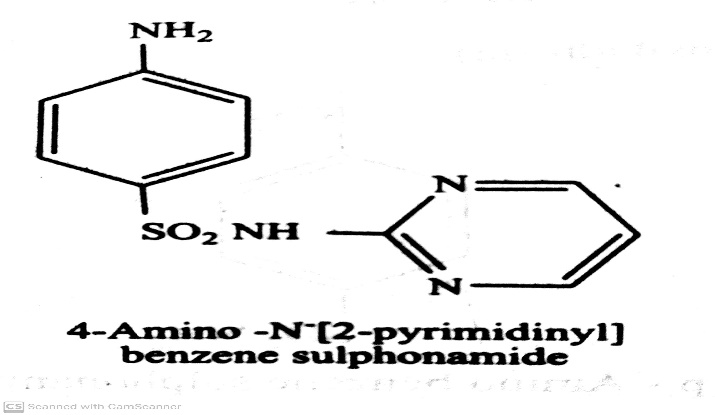 NH₂
N
SO₂ NH
N
4-Amino -N-[2-pyrimidinyl]
benzene sulphonamide
CS Scanned with CamScanner